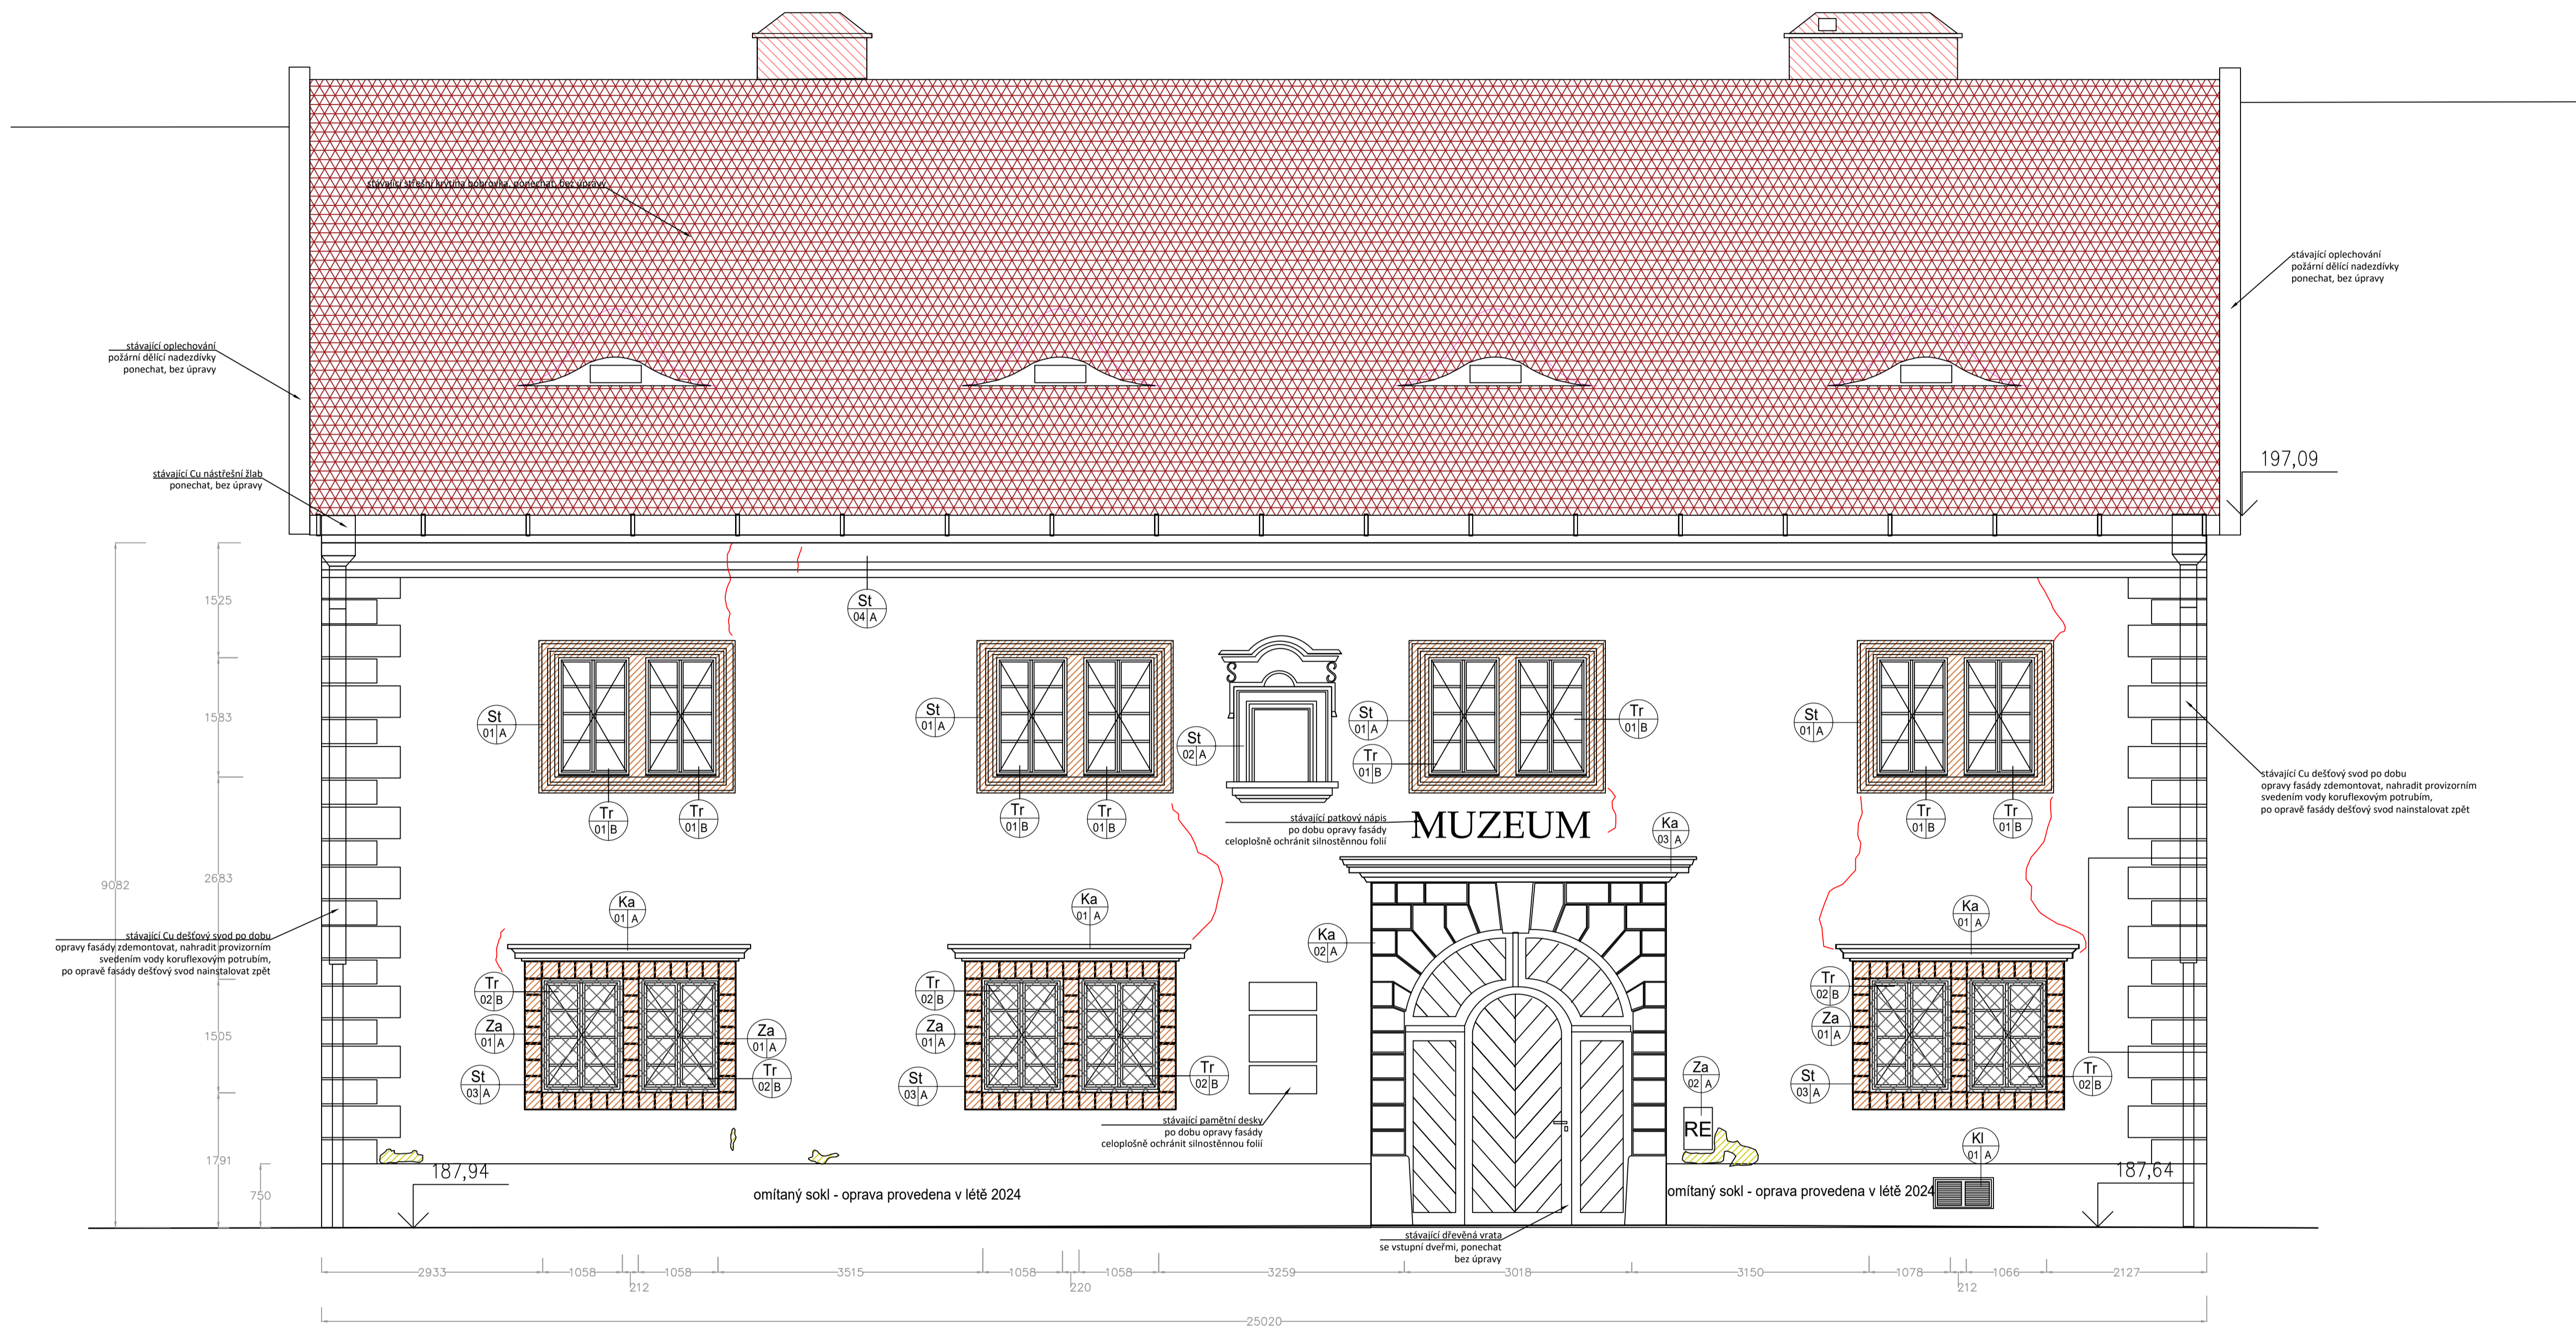 stávající střešní krytina bobrovka, ponechat, bez úpravy
stávající oplechování
požární dělící nadezdívky
ponechat, bez úpravy
stávající oplechování
požární dělící nadezdívky
ponechat, bez úpravy
stávající Cu nástřešní žlab
ponechat, bez úpravy
197,09
1525
St
04 A
1583
St
01 A
St
01 A
St
02 A
St
01 A
Tr
01 B
Tr
01 B
St
01 A
Tr
01 B
Tr
01 B
Tr
01 B
Tr
01 B
Tr
01 B
Tr
01 B
stávající Cu dešťový svod po dobu
opravy fasády zdemontovat, nahradit provizorním
svedením vody koruflexovým potrubím,
po opravě fasády dešťový svod nainstalovat zpět
stávající patkový nápis
po dobu opravy fasády
celoplošně ochránit silnostěnnou folií
MUZEUM
Ka
03 A
9082
2683
Ka
01 A
Ka
01 A
Ka
02 A
Ka
01 A
stávající Cu dešťový svod po dobu
opravy fasády zdemontovat, nahradit provizorním
svedením vody koruflexovým potrubím,
po opravě fasády dešťový svod nainstalovat zpět
Tr
02 B
Tr
02 B
Tr
02 B
1505
Za
01 A
Za
01 A
Za
01 A
Za
01 A
St
03 A
Tr
02 B
St
03 A
Tr
02 B
Za
02 A
St
03 A
Tr
02 B
stávající pamětní desky
po dobu opravy fasády
celoplošně ochránit silnostěnnou folií
RE
Kl
01 A
1791
750
187,94
187,64
omítaný sokl - oprava provedena v létě 2024
omítaný sokl - oprava provedena v létě 2024
stávající dřevěná vrata
se vstupní dveřmi, ponechat
bez úpravy
2933 1058 1058 3515 1058 1058 3259 3018 3150 1078 1066 2127
212 220 212
25020